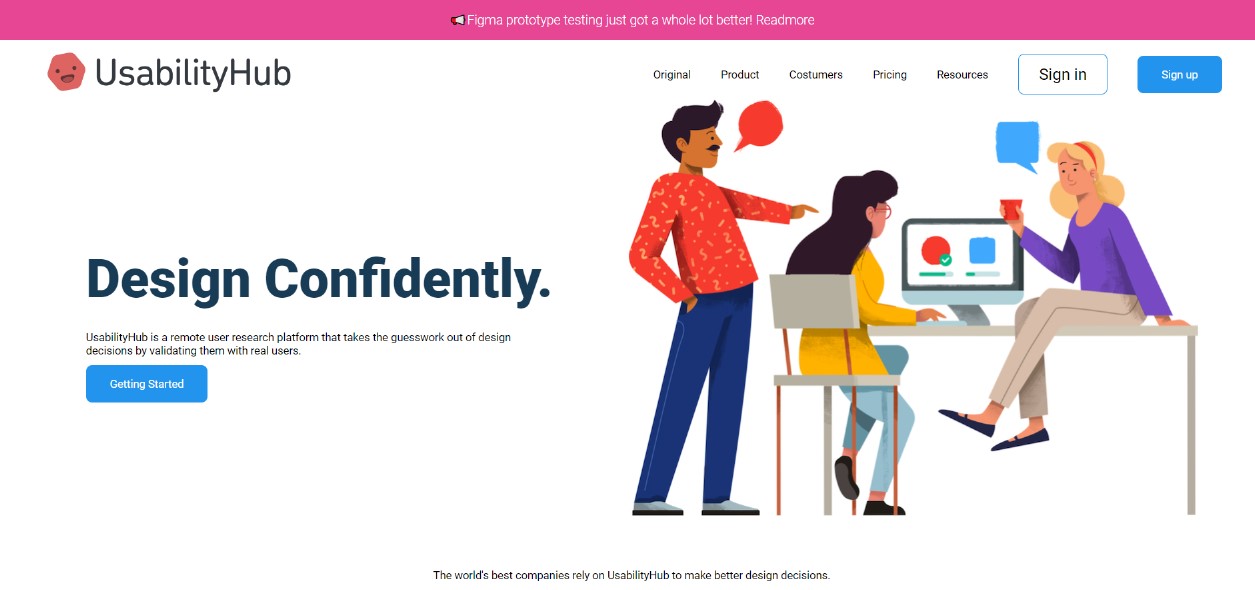 📢Figma prototype testing just got a whole lot better! Readmore
UsabilityHub
Original Product Costumers Pricing Resources Sign in Sign up
Design Confidently.
UsabilityHub is a remote user research platform that takes the guesswork out of design
decisions by validating them with real users.
Getting Started
The world's best companies rely on UsabilityHub to make better design decisions.